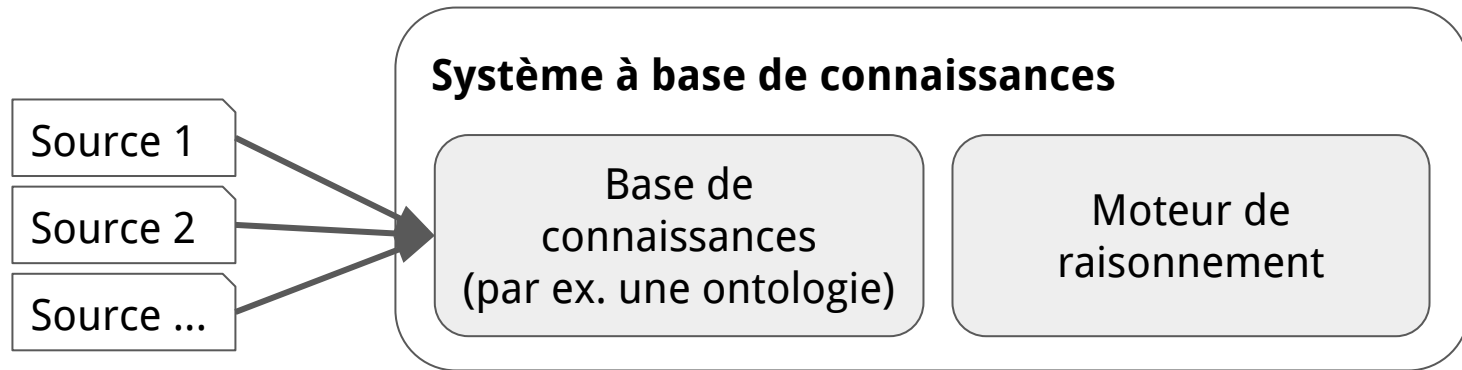 Système à base de connaissances
Source 1
Source 2
Source ...
Base de
connaissances
(par ex. une ontologie)
Moteur de
raisonnement